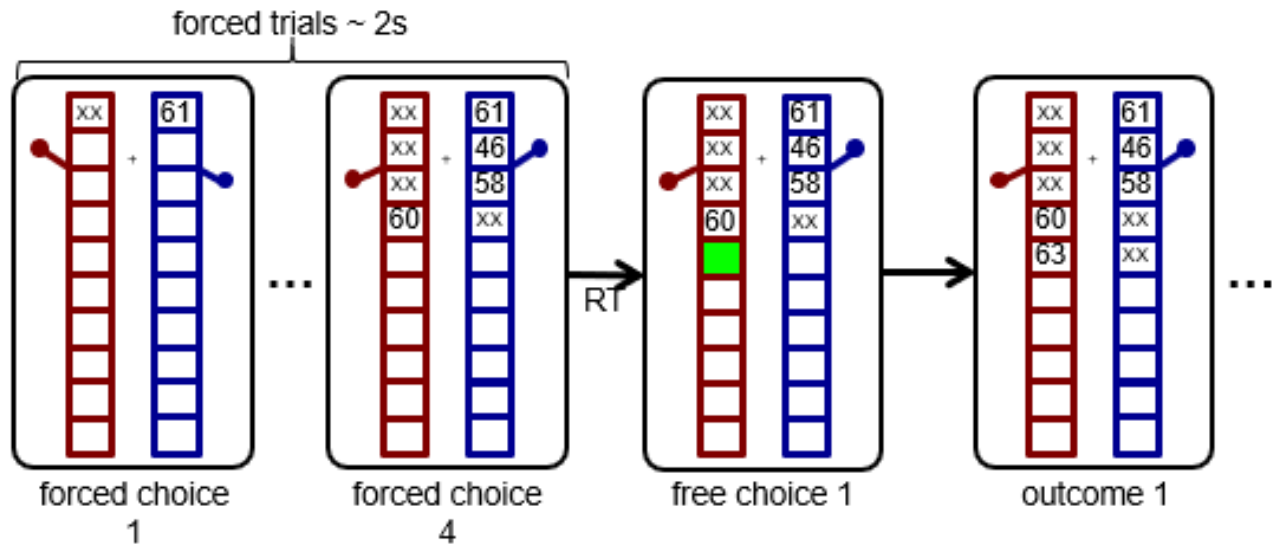 forced trials ~ 2s
xx 61
+
xx 61
xx + 46
xx 58
60 xx
RT
xx 61
xx + 46
xx 58
60 xx
xx 61
xx + 46
xx 58
60 xx
63 xx
...
...
forced choice
1
forced choice
4
free choice 1
outcome 1